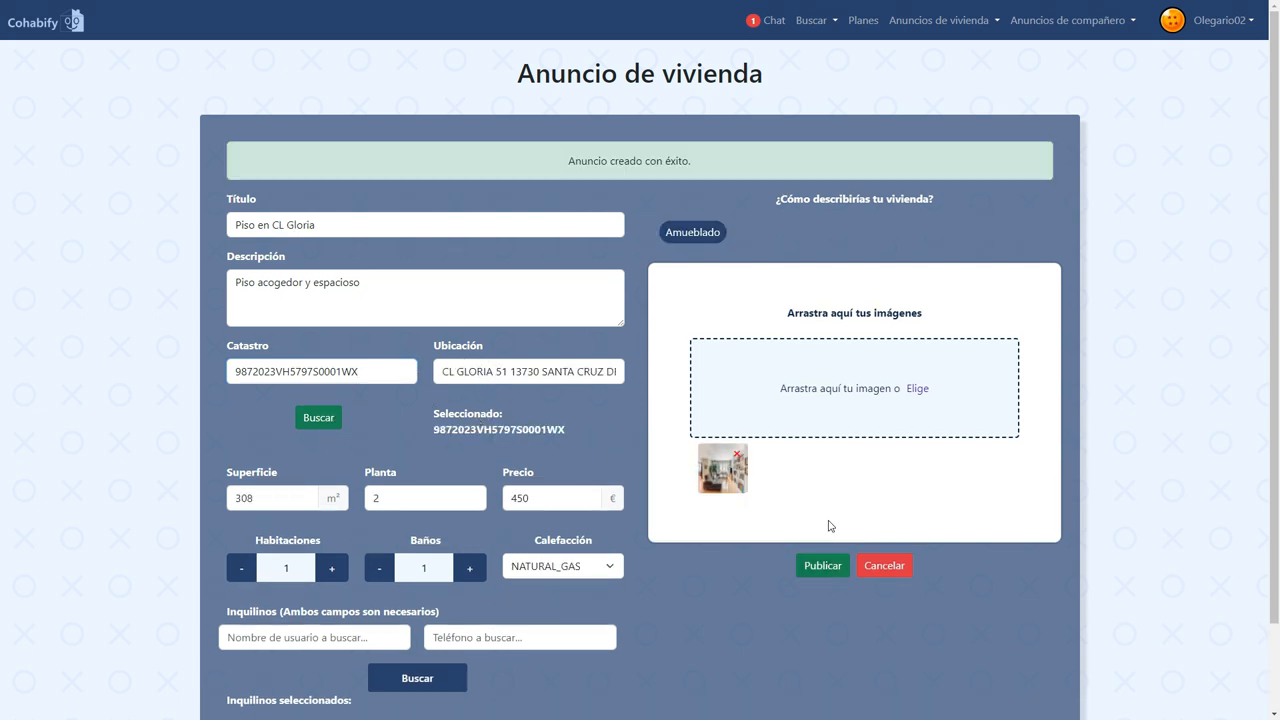 Cohabify
1 Chat Buscar Planes Anuncios de vivienda Anuncios de compañero Olegario02
Anuncio de vivienda
Anuncio creado con éxito.
Título
Piso en CL Gloria
Descripción
Piso acogedor y espacioso
Catastro
Ubicación
9872023VH5797S0001WX
CL GLORIA 51 13730 SANTA CRUZ DI
Buscar
Seleccionado:
9872023VH5797S0001WX
Superficie
Planta
Precio
308 m²
2
450 €
Habitaciones
Baños
Calefacción
- 1 +
- 1 +
NATURAL_GAS
Inquilinos (Ambos campos son necesarios)
Nombre de usuario a buscar...
Teléfono a buscar...
Buscar
Inquilinos seleccionados:
¿Cómo describirías tu vivienda?
Amueblado
Arrastra aquí tus imágenes
Arrastra aquí tu imagen o Elige
Publicar
Cancelar